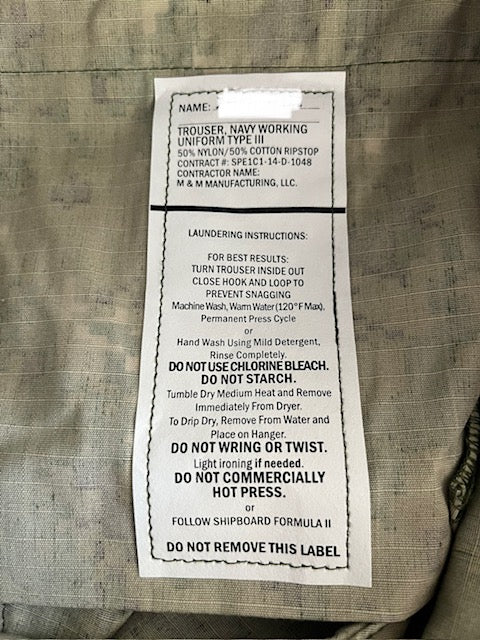 NAME:
TROUSER, NAVY WORKING
UNIFORM TYPE III
50% NYLON/50% COTTON RIPSTOP
CONTRACT #: SPE1C1-14-D-1048
CONTRACTOR NAME:
M & M MANUFACTURING, LLC.
LAUNDERING INSTRUCTIONS:
FOR BEST RESULTS:
TURN TROUSER INSIDE OUT
CLOSE HOOK AND LOOP TO
PREVENT SNAGGING
Machine Wash, Warm Water (120°F Max),
Permanent Press Cycle
or
Hand Wash Using Mild Detergent,
Rinse Completely.
DO NOT USE CHLORINE BLEACH.
DO NOT STARCH.
Tumble Dry Medium Heat and Remove
Immediately From Dryer.
To Drip Dry, Remove From Water and
Place on Hanger.
DO NOT WRING OR TWIST.
Light ironing if needed.
DO NOT COMMERCIALLY
HOT PRESS.
or
FOLLOW SHIPBOARD FORMULA II
DO NOT REMOVE THIS LABEL